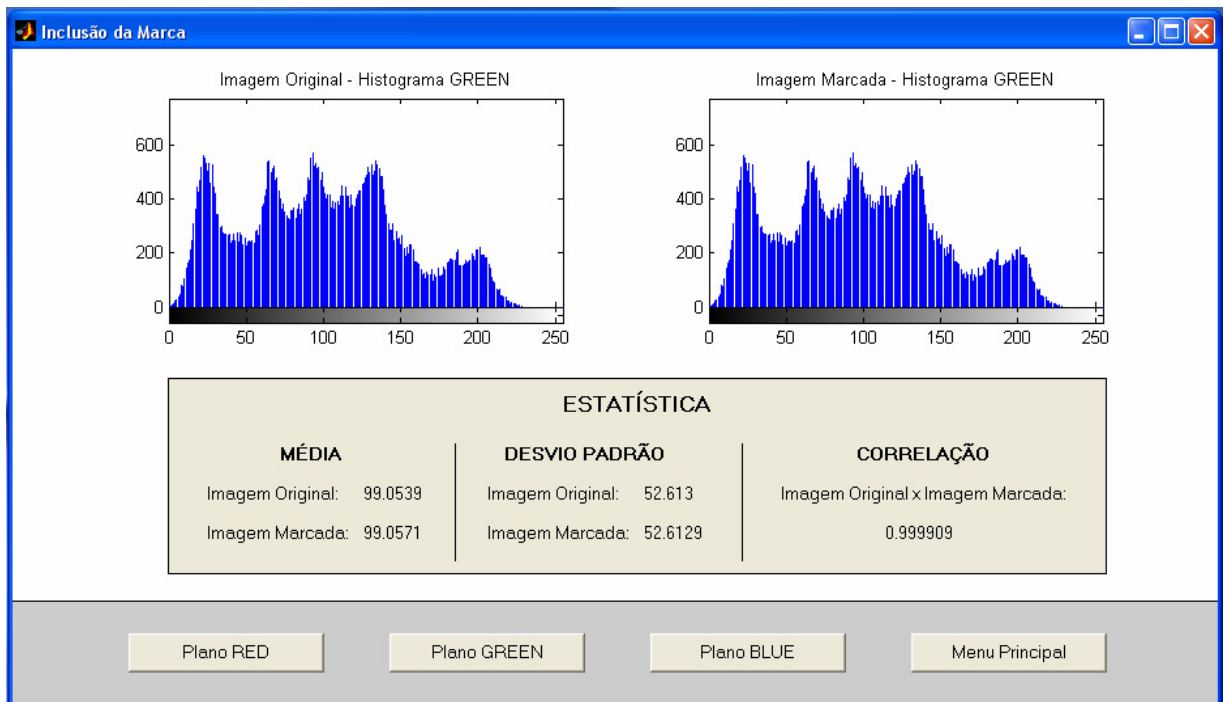 Inclusão da Marca
Imagem Original - Histograma GREEN
600
400
200
0
0 50 100 150 200 250
Imagem Marcada - Histograma GREEN
600
400
200
0
0 50 100 150 200 250
ESTATÍSTICA
MÉDIA
Imagem Original: 99.0539
Imagem Marcada: 99.0571
DESVIO PADRÃO
Imagem Original: 52.613
Imagem Marcada: 52.6129
CORRELAÇÃO
Imagem Original x Imagem Marcada:
0.999909
Plano RED
Plano GREEN
Plano BLUE
Menu Principal